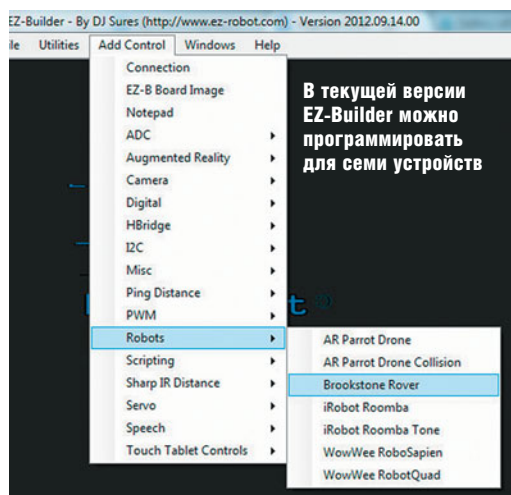 EZ-Builder - By DJ Sures (http://www.ez-robot.com) - Version 2012.09.14.00
ile Utilities Add Control Windows Help
Connection
EZ-B Board Image
Notepad
ADC
Augmented Reality
Camera
Digital
HBridge
I2C
Misc
Ping Distance
PWM
Robots
Scripting
Sharp IR Distance
Servo
Speech
Touch Tablet Controls
В текущей версии
EZ-Builder можно
программировать
для семи устройств
AR Parrot Drone
AR Parrot Drone Collision
Brookstone Rover
iRobot Roomba
iRobot Roomba Tone
WowWee RoboSapien
WowWee RobotQuad